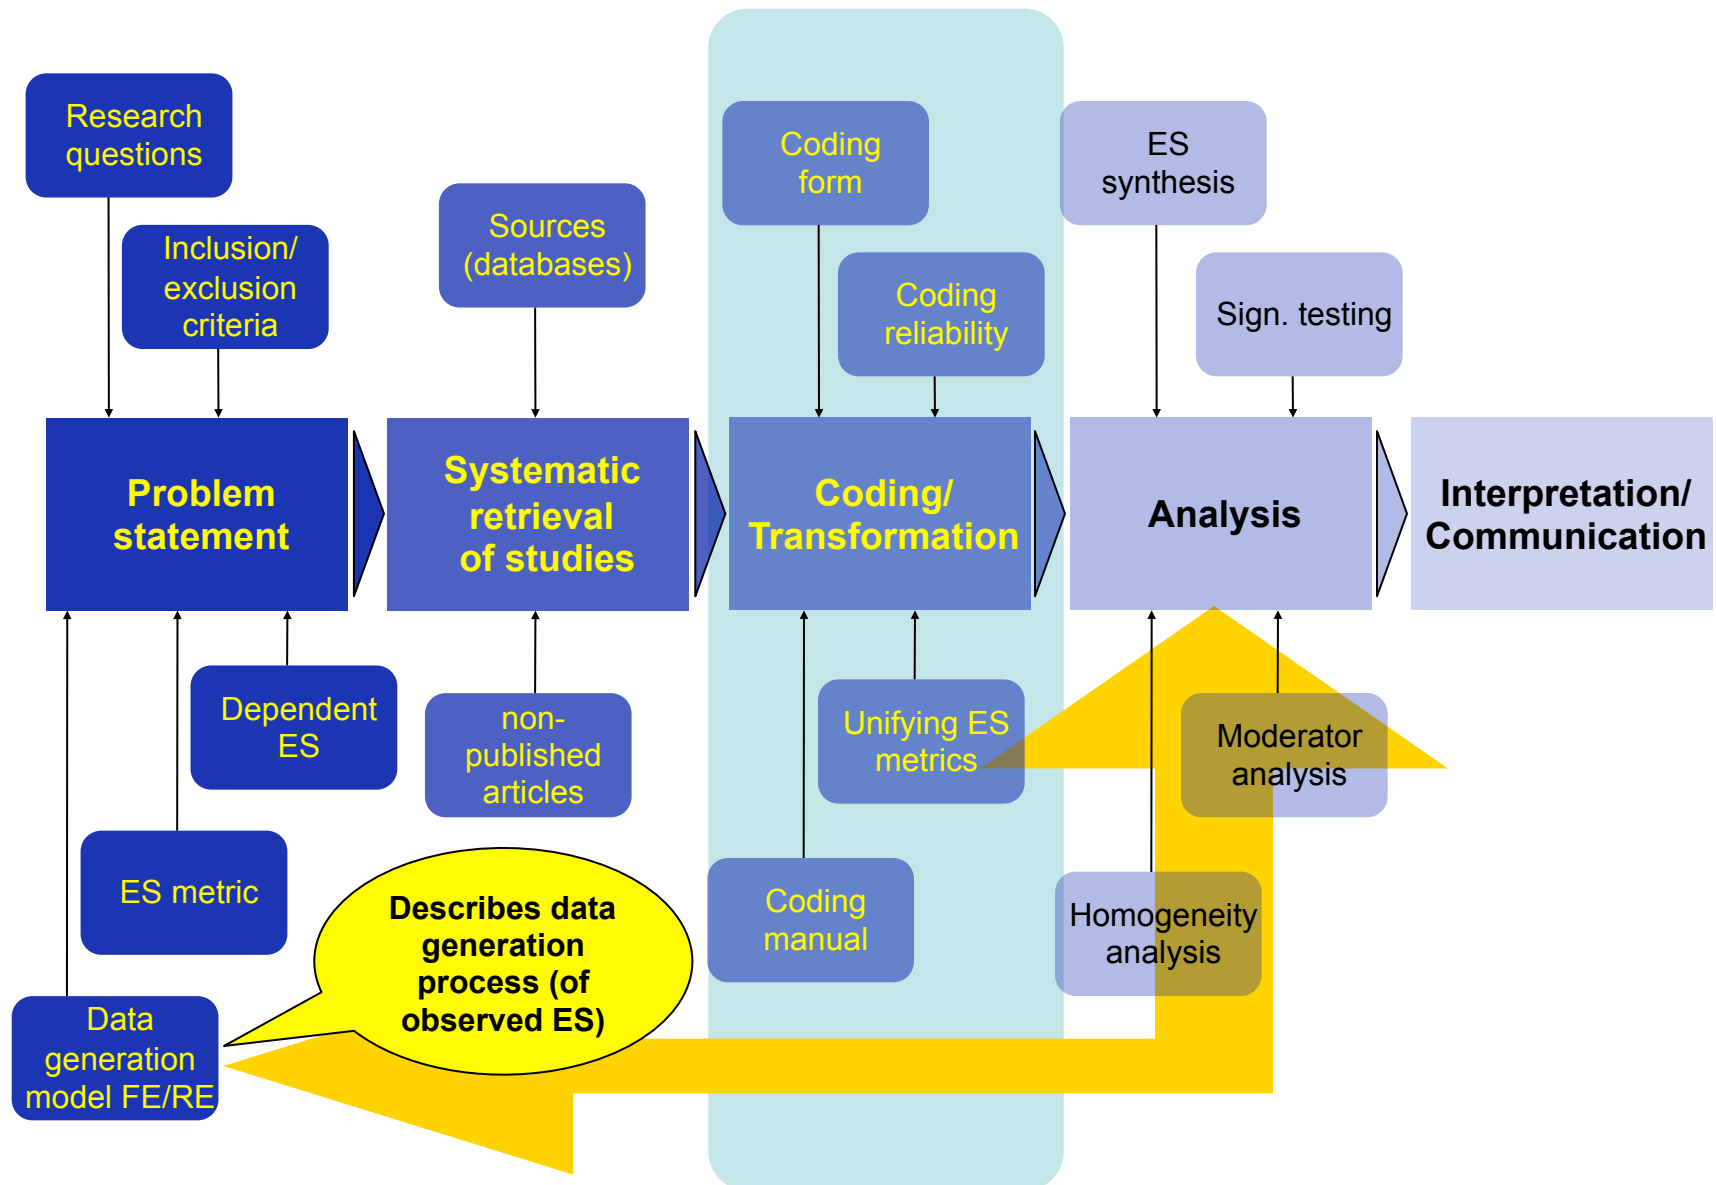 Research
questions
Inclusion/
exclusion
criteria
Sources
(databases)
Coding
form
Coding
reliability
ES
synthesis
Sign. testing
Problem
statement
Systematic
retrieval
of studies
Coding/
Transformation
Analysis
Interpretation/
Communication
Dependent
ES
non-
published
articles
Unifying ES
metrics
Moderator
analysis
ES metric
Describes data
generation
process (of
observed ES)
Coding
manual
Homogeneity
analysis
Data
generation
model FE/RE